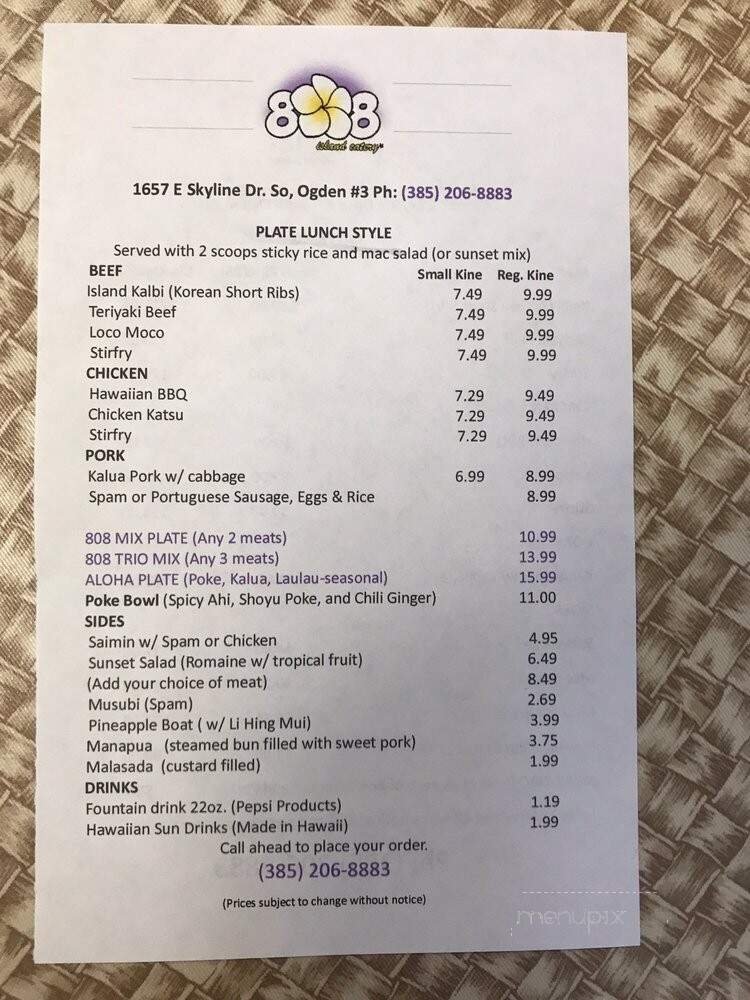 808
island eatery
1657 E Skyline Dr. So, Ogden #3 Ph: (385) 206-8883
PLATE LUNCH STYLE
Served with 2 scoops sticky rice and mac salad (or sunset mix)
BEEF Small Kine Reg. Kine
Island Kalbi (Korean Short Ribs) 7.49 9.99
Teriyaki Beef 7.49 9.99
Loco Moco 7.49 9.99
Stirfry 7.49 9.99
CHICKEN
Hawaiian BBQ 7.29 9.49
Chicken Katsu 7.29 9.49
Stirfry 7.29 9.49
PORK
Kalua Pork w/ cabbage 6.99 8.99
Spam or Portuguese Sausage, Eggs & Rice 8.99
808 MIX PLATE (Any 2 meats) 10.99
808 TRIO MIX (Any 3 meats) 13.99
ALOHA PLATE (Poke, Kalua, Laulau-seasonal) 15.99
Poke Bowl (Spicy Ahi, Shoyu Poke, and Chili Ginger) 11.00
SIDES
Saimin w/ Spam or Chicken 4.95
Sunset Salad (Romaine w/ tropical fruit) 6.49
(Add your choice of meat) 8.49
Musubi (Spam) 2.69
Pineapple Boat ( w/ Li Hing Mui) 3.99
Manapua (steamed bun filled with sweet pork) 3.75
Malasada (custard filled) 1.99
DRINKS
Fountain drink 22oz. (Pepsi Products) 1.19
Hawaiian Sun Drinks (Made in Hawaii) 1.99
Call ahead to place your order.
(385) 206-8883
(Prices subject to change without notice)
menupix